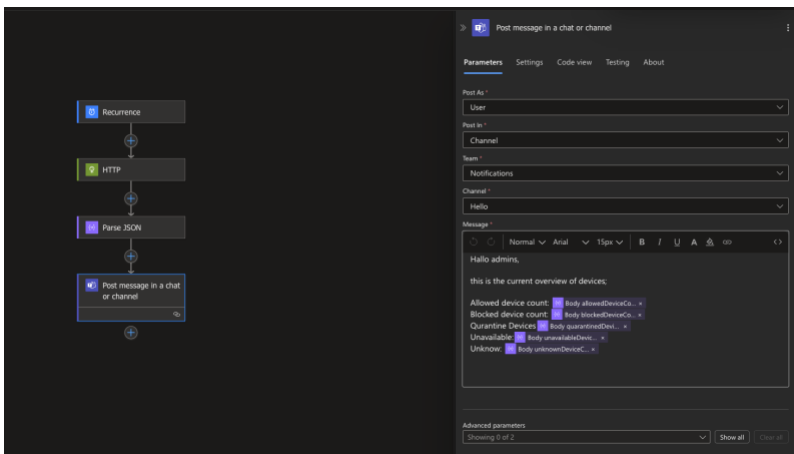 Recurrence
HTTP
Parse JSON
Post message in a chat
or channel
Post message in a chat or channel
Parameters Settings Code view Testing About
Post As *
User
Post In *
Channel
Team *
Notifications
Channel *
Hello
Message *
Normal Arial 15px B I U A
Hallo admins,
this is the current overview of devices;
Allowed device count: Body allowedDeviceCo... ×
Blocked device count: Body blockedDeviceCo... ×
Qurantine Devices Body quarantinedDevi... ×
Unavailable: Body unavailableDevic... ×
Unknow: Body unknownDeviceC... ×
Advanced parameters
Showing 0 of 2 Show all Clear all